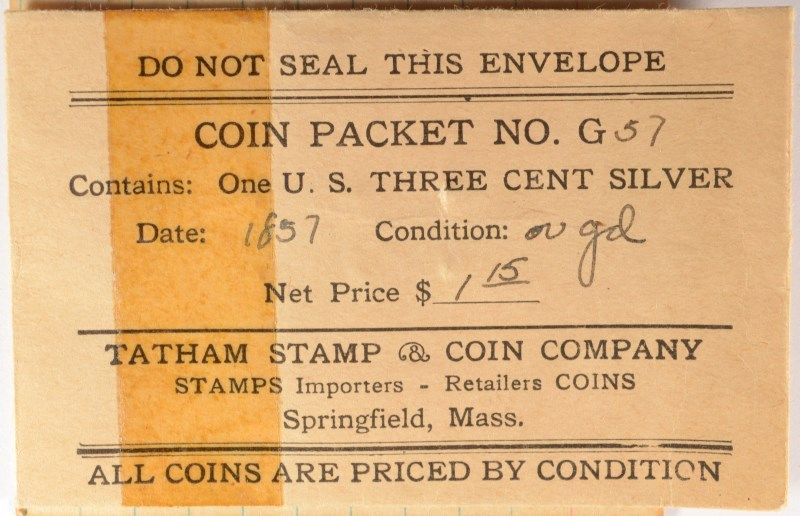 DO NOT SEAL THIS ENVELOPE
COIN PACKET NO. G57
Contains: One U. S. THREE CENT SILVER
Date: 1857 Condition: av gd
Net Price $ 1 15
TATHAM STAMP & COIN COMPANY
STAMPS Importers - Retailers COINS
Springfield, Mass.
ALL COINS ARE PRICED BY CONDITION